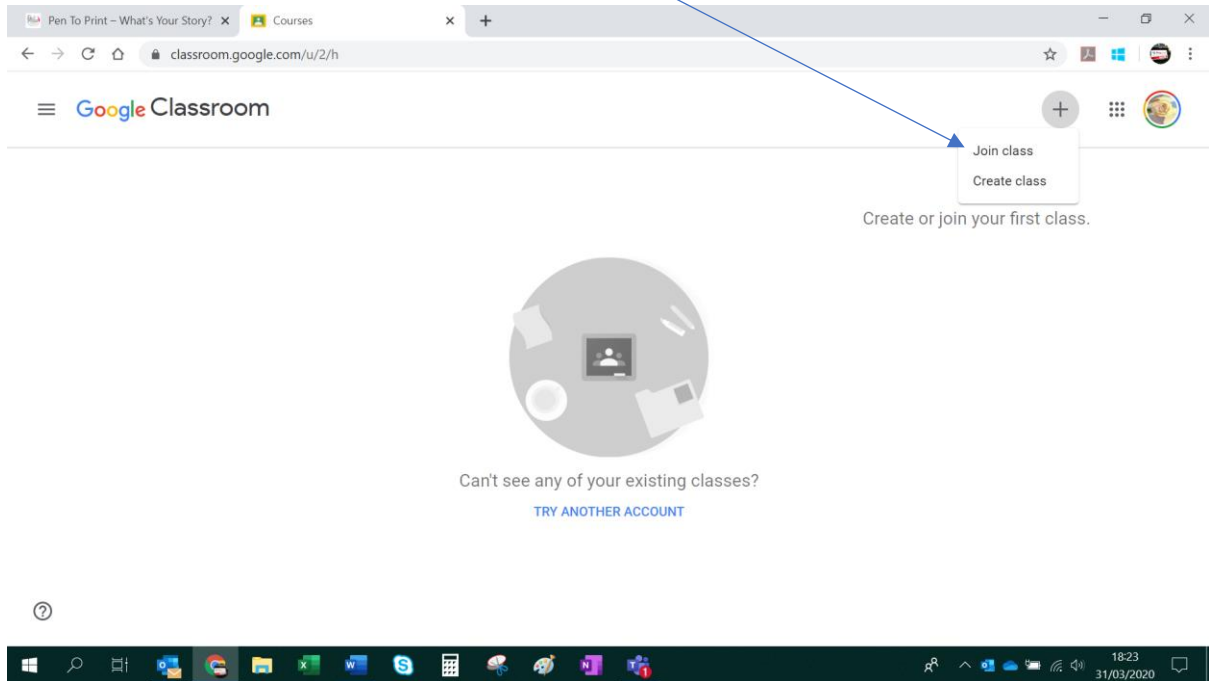 Pen To Print – What's Your Story?
Courses
classroom.google.com/u/2/h
Google Classroom
Join class
Create class
Create or join your first class.
Can't see any of your existing classes?
TRY ANOTHER ACCOUNT
18:23
31/03/2020